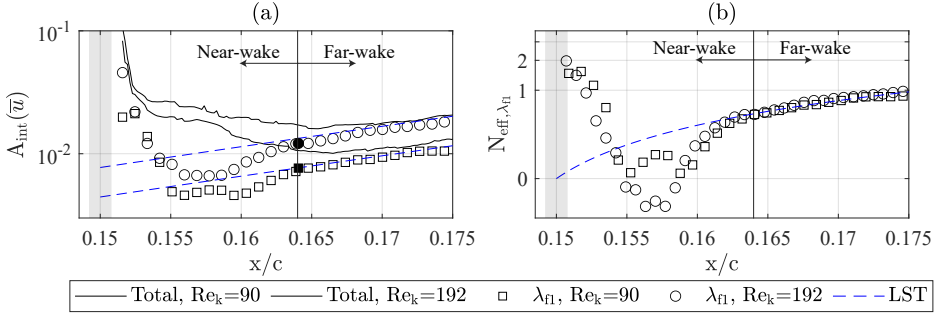 (a)
10⁻¹
10⁻²
A_int(u̅)
Near-wake Far-wake
0.15 0.155 0.16 0.165 0.17 0.175
x/c
(b)
2
1
0
N_eff,λf1
Near-wake Far-wake
0.15 0.155 0.16 0.165 0.17 0.175
x/c
Total, Re_k=90 Total, Re_k=192 λ_f1, Re_k=90 λ_f1, Re_k=192 LST